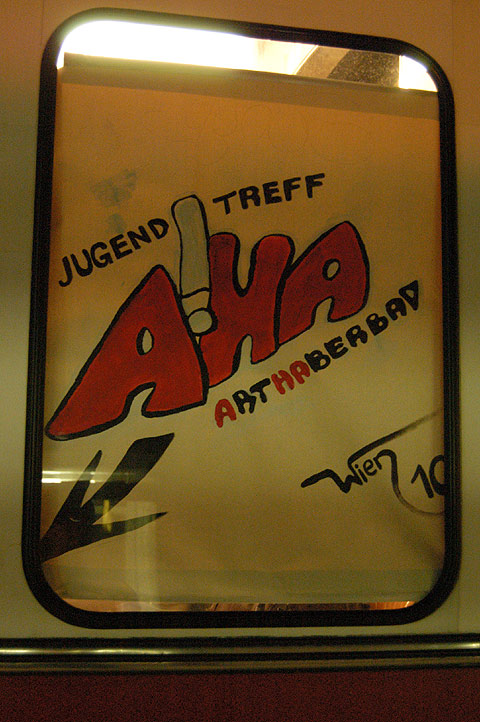 JUGEND TREFF
A!HA
ARTHABERBAD
Wien 10